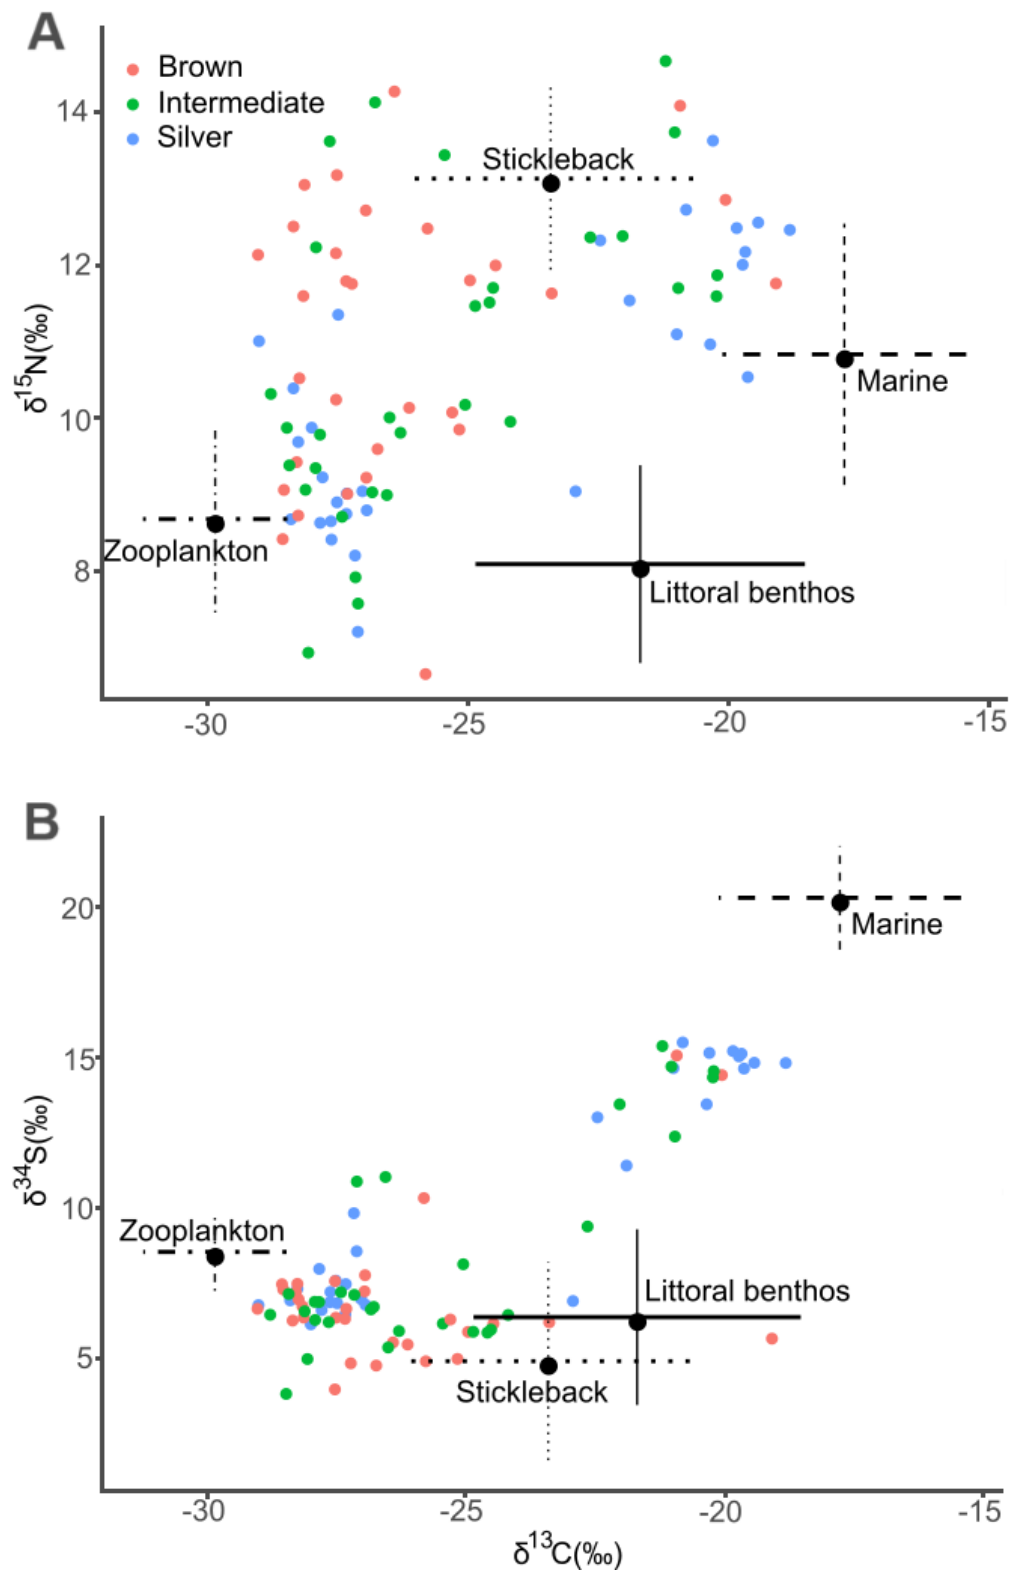 A
Brown
Intermediate
Silver
14
12
10
8
δ¹⁵N(‰)
Stickleback
Marine
Zooplankton
Littoral benthos
-30
-25
-20
-15
B
20
15
10
5
δ³⁴S(‰)
Marine
Zooplankton
Littoral benthos
Stickleback
-30
-25
-20
-15
δ¹³C(‰)